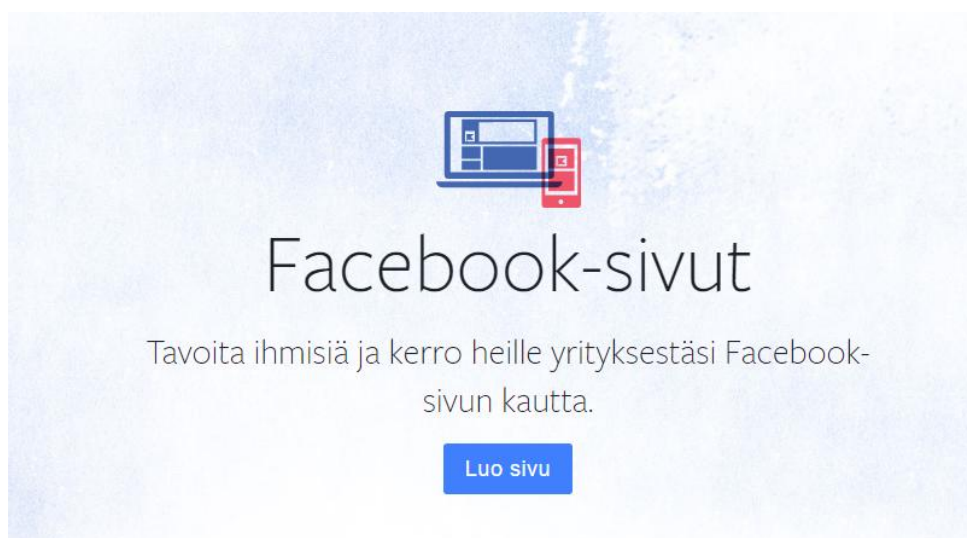 Facebook-sivut
Tavoita ihmisiä ja kerro heille yrityksestäsi Facebook-
sivun kautta.
Luo sivu